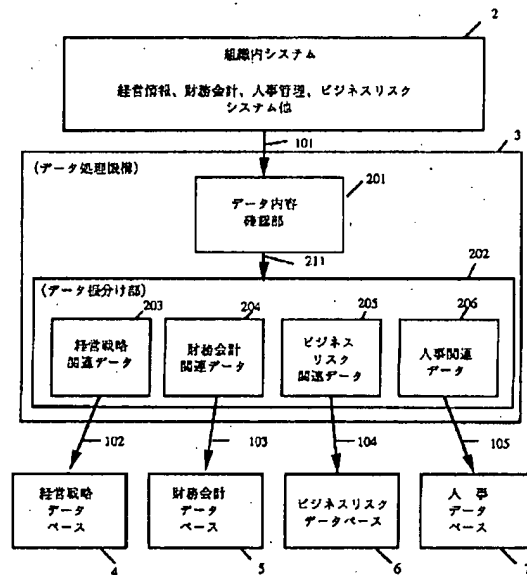 2
組織内システム
経営情報、財務会計、人事管理、ビジネスリスク
システム他
101
3
(データ処理機構)
201
データ内容
確認部
211
202
(データ振分け部)
203
204
205
206
経営戦略
関連データ
財務会計
関連データ
ビジネス
リスク
関連データ
人事関連
データ
102
103
104
105
経営戦略
データ
ベース
財務会計
データ
ベース
ビジネスリスク
データベース
人 事
データ
ベース
4
5
6
7